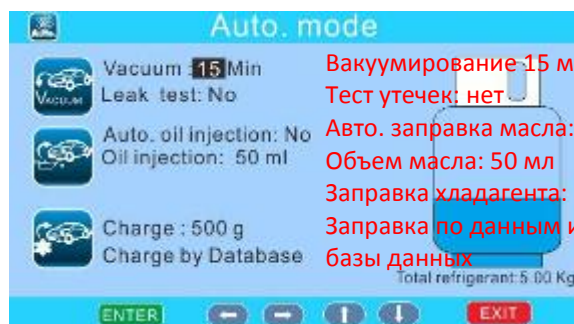 Auto. mode
Vacuum : 15 Min
Leak test: No
Auto. oil injection: No
Oil injection: 50 ml
Charge : 500 g
Charge by Database
Вакуумирование 15 м
Тест утечек: нет
Авто. заправка масла:
Объем масла: 50 мл
Заправка хладагента:
Заправка по данным и
базы данных
Total refrigerant: 5.00 Kg
Vacuum
ENTER
EXIT